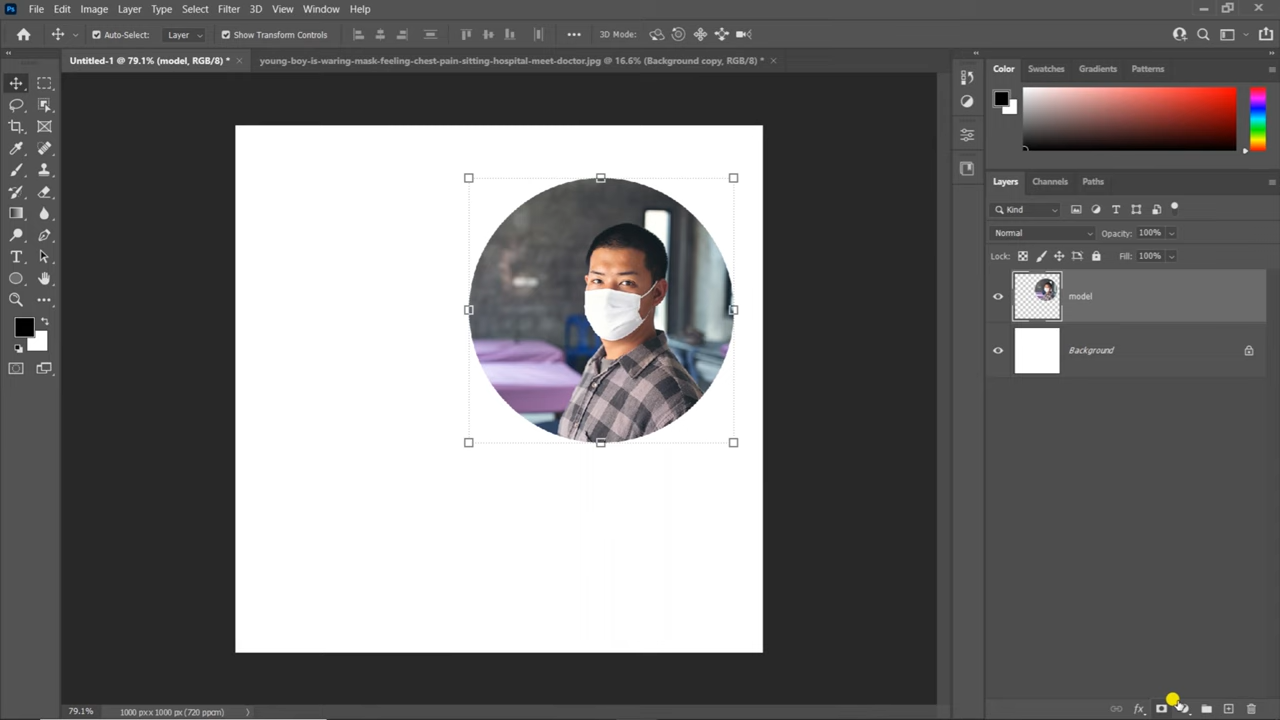 Ps File Edit Image Layer Type Select Filter 3D View Window Help
Auto-Select: Layer Show Transform Controls 3D Mode:
Untitled-1 @ 79.1% (model, RGB/8) * young-boy-is-waring-mask-feeling-chest-pain-sitting-hospital-meet-doctor.jpg @ 16.6% (Background copy, RGB/8) *
Color Swatches Gradients Patterns
Layers Channels Paths
Kind
Normal Opacity: 100%
Lock: Fill: 100%
model
Background
79.1% 1000 px x 1000 px (720 ppcm)
fx